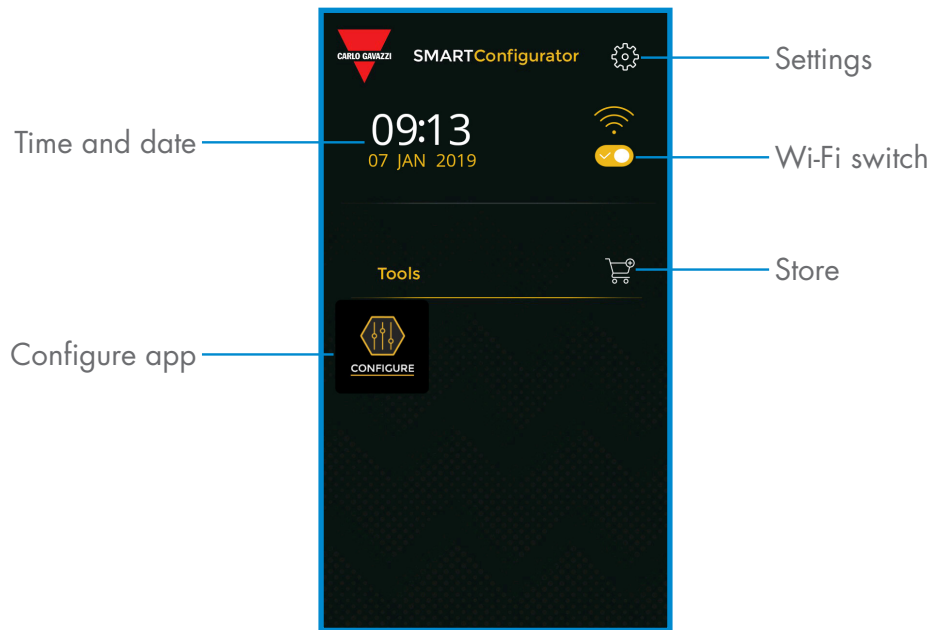 CARLO GAVAZZI
SMARTConfigurator
Settings
Time and date
09:13
07 JAN 2019
Wi-Fi switch
Tools
Store
Configure app
CONFIGURE